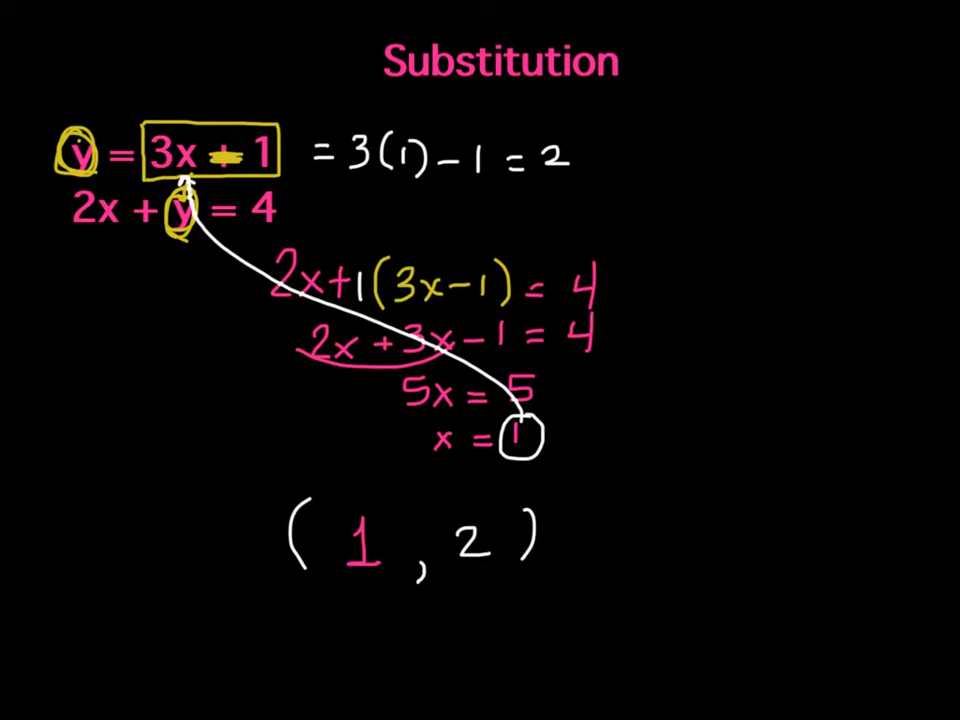 Substitution
y = 3x - 1 = 3(1) - 1 = 2
2x + y = 4
2x + 1(3x - 1) = 4
2x + 3x - 1 = 4
5x = 5
x = 1
( 1 , 2 )